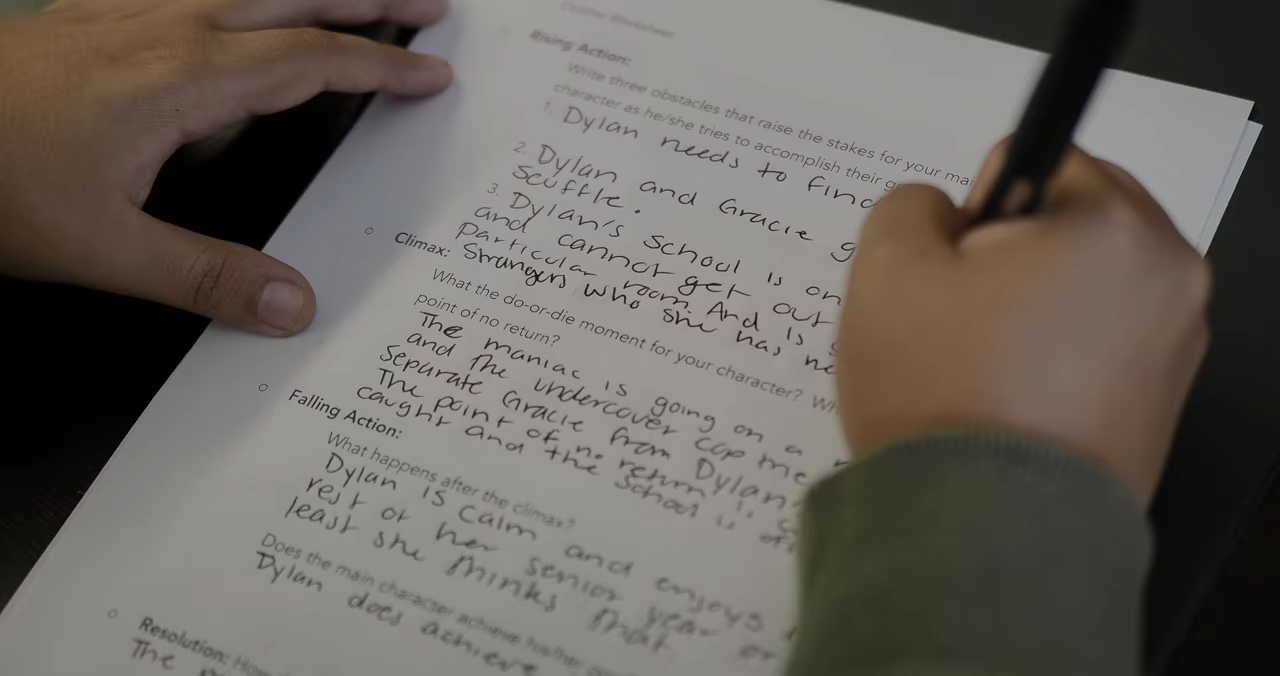 Outline Worksheet
Rising Action:
Write three obstacles that raise the stakes for your mai
character as he/she tries to accomplish their g
1. Dylan needs to find
2. Dylan and Gracie g
scuffle.
3. Dylan's school is on
and cannot get out
particular room. And is
Climax: Strangers who she has ne
What the do-or-die moment for your character? Wh
point of no return?
The maniac is going on a
and the undercover cop me
separate Gracie from Dylan,
The point of no return is
caught and the school is of
Falling Action:
What happens after the climax?
Dylan is calm and enjoys
rest of her senior year or
least she thinks that
Does the main character achieve his/her
Dylan does achieve
Resolution: How
The